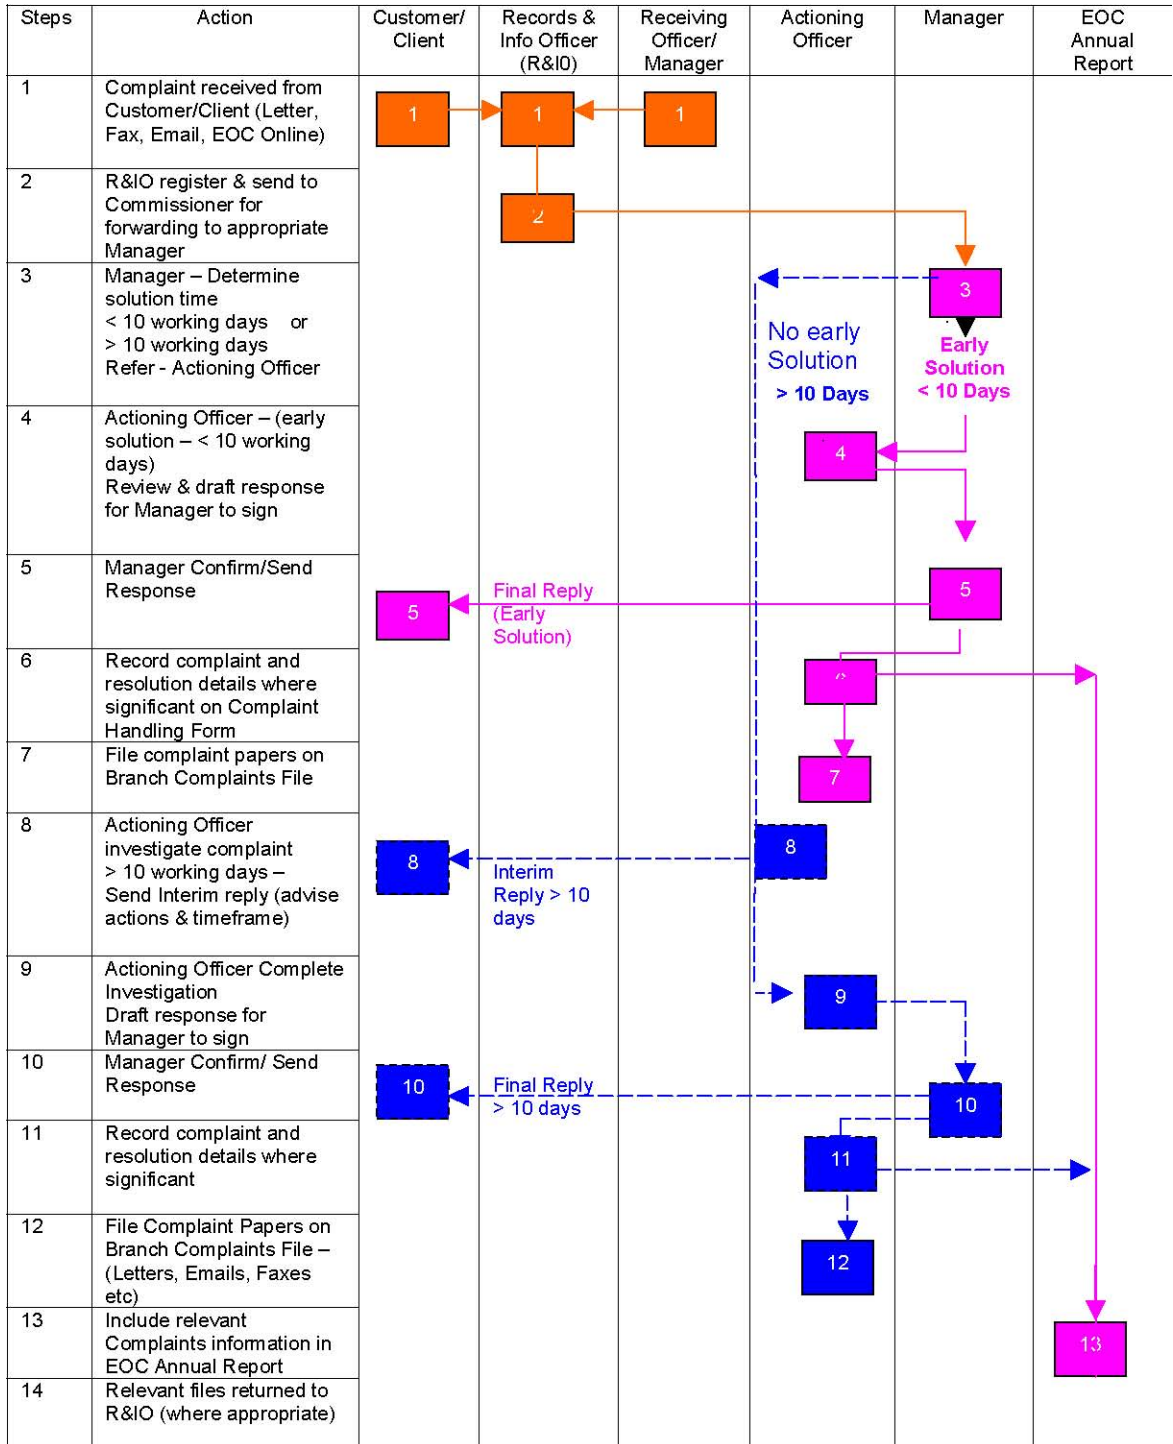 Steps
Action
Customer/
Client
Records &
Info Officer
(R&I0)
Receiving
Officer/
Manager
Actioning
Officer
Manager
EOC
Annual
Report
1
Complaint received from
Customer/Client (Letter,
Fax, Email, EOC Online)
1
1
1
2
R&IO register & send to
Commissioner for
forwarding to appropriate
Manager
2
3
Manager – Determine
solution time
< 10 working days or
> 10 working days
Refer - Actioning Officer
3
No early
Solution
> 10 Days
Early
Solution
< 10 Days
4
Actioning Officer – (early
solution – < 10 working
days)
Review & draft response
for Manager to sign
4
5
Manager Confirm/Send
Response
5
Final Reply
(Early
Solution)
5
6
Record complaint and
resolution details where
significant on Complaint
Handling Form
7
File complaint papers on
Branch Complaints File
7
8
Actioning Officer
investigate complaint
> 10 working days –
Send Interim reply (advise
actions & timeframe)
8
Interim
Reply > 10
days
8
9
Actioning Officer Complete
Investigation
Draft response for
Manager to sign
9
10
Manager Confirm/ Send
Response
10
Final Reply
> 10 days
10
11
Record complaint and
resolution details where
significant
11
12
File Complaint Papers on
Branch Complaints File –
(Letters, Emails, Faxes
etc)
12
13
Include relevant
Complaints information in
EOC Annual Report
13
14
Relevant files returned to
R&IO (where appropriate)